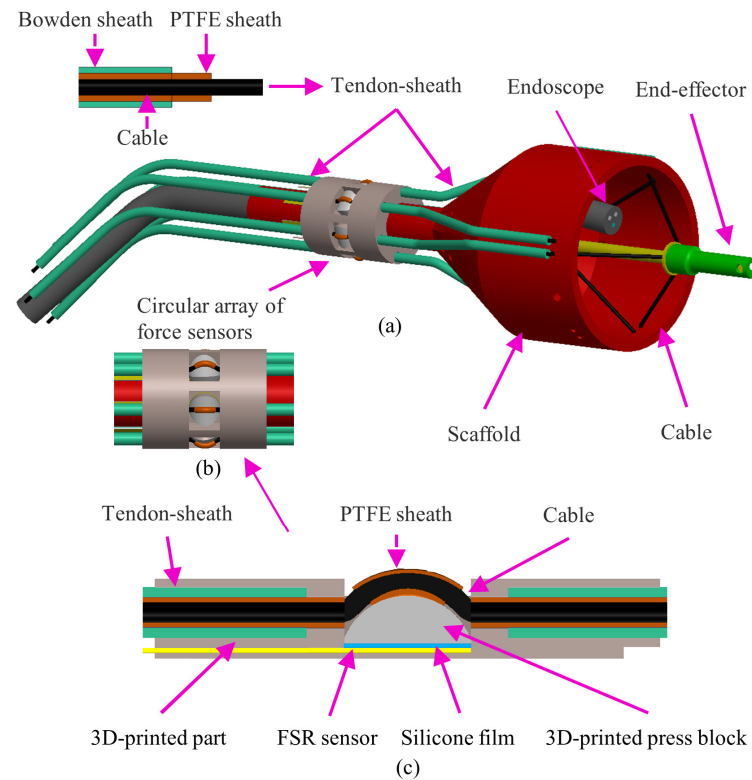 Bowden sheath PTFE sheath
Cable
Tendon-sheath
Endoscope
End-effector
Circular array of
force sensors
(a)
Scaffold
Cable
(b)
Tendon-sheath
PTFE sheath
Cable
3D-printed part
FSR sensor
Silicone film
3D-printed press block
(c)